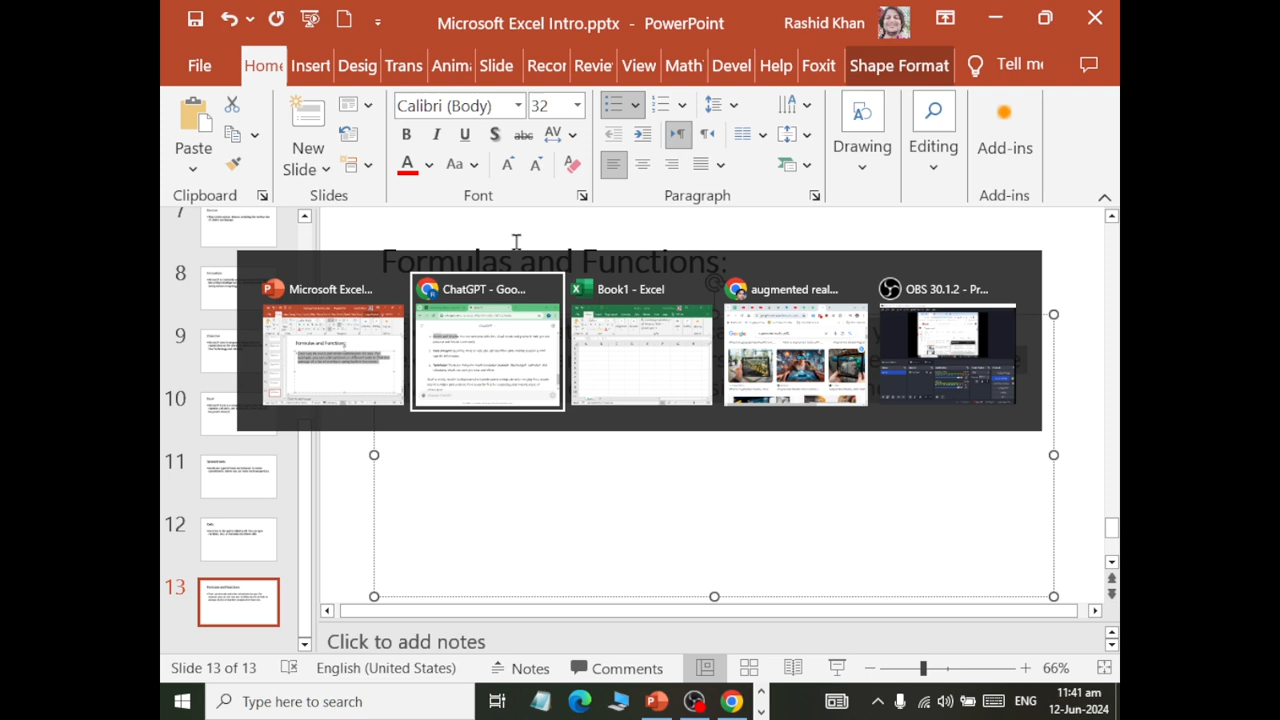 Microsoft Excel Intro.pptx - PowerPoint
Rashid Khan
File Home Insert Desig Trans Anima Slide Recor Revie View Math Devel Help Foxit Shape Format Tell me
Calibri (Body) 32
Paste
New
Slide
Drawing
Editing
Add-ins
Clipboard
Slides
Font
Paragraph
Add-ins
7
8
9
10
11
12
13
Formulas and Functions:
Microsoft Excel...
ChatGPT - Goo...
Book1 - Excel
augmented real...
OBS 30.1.2 - Pr...
Click to add notes
Slide 13 of 13
English (United States)
Notes
Comments
66%
Type here to search
ENG
11:41 am
12-Jun-2024